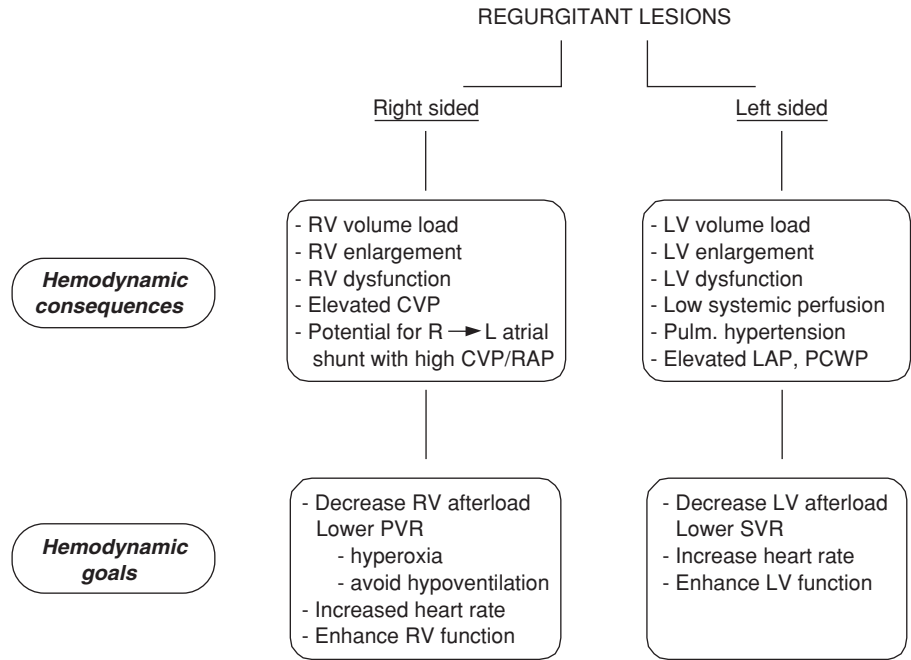 REGURGITANT LESIONS
Right sided
Left sided
Hemodynamic
consequences
- RV volume load
- RV enlargement
- RV dysfunction
- Elevated CVP
- Potential for R → L atrial
shunt with high CVP/RAP
- LV volume load
- LV enlargement
- LV dysfunction
- Low systemic perfusion
- Pulm. hypertension
- Elevated LAP, PCWP
Hemodynamic
goals
- Decrease RV afterload
Lower PVR
- hyperoxia
- avoid hypoventilation
- Increased heart rate
- Enhance RV function
- Decrease LV afterload
Lower SVR
- Increase heart rate
- Enhance LV function